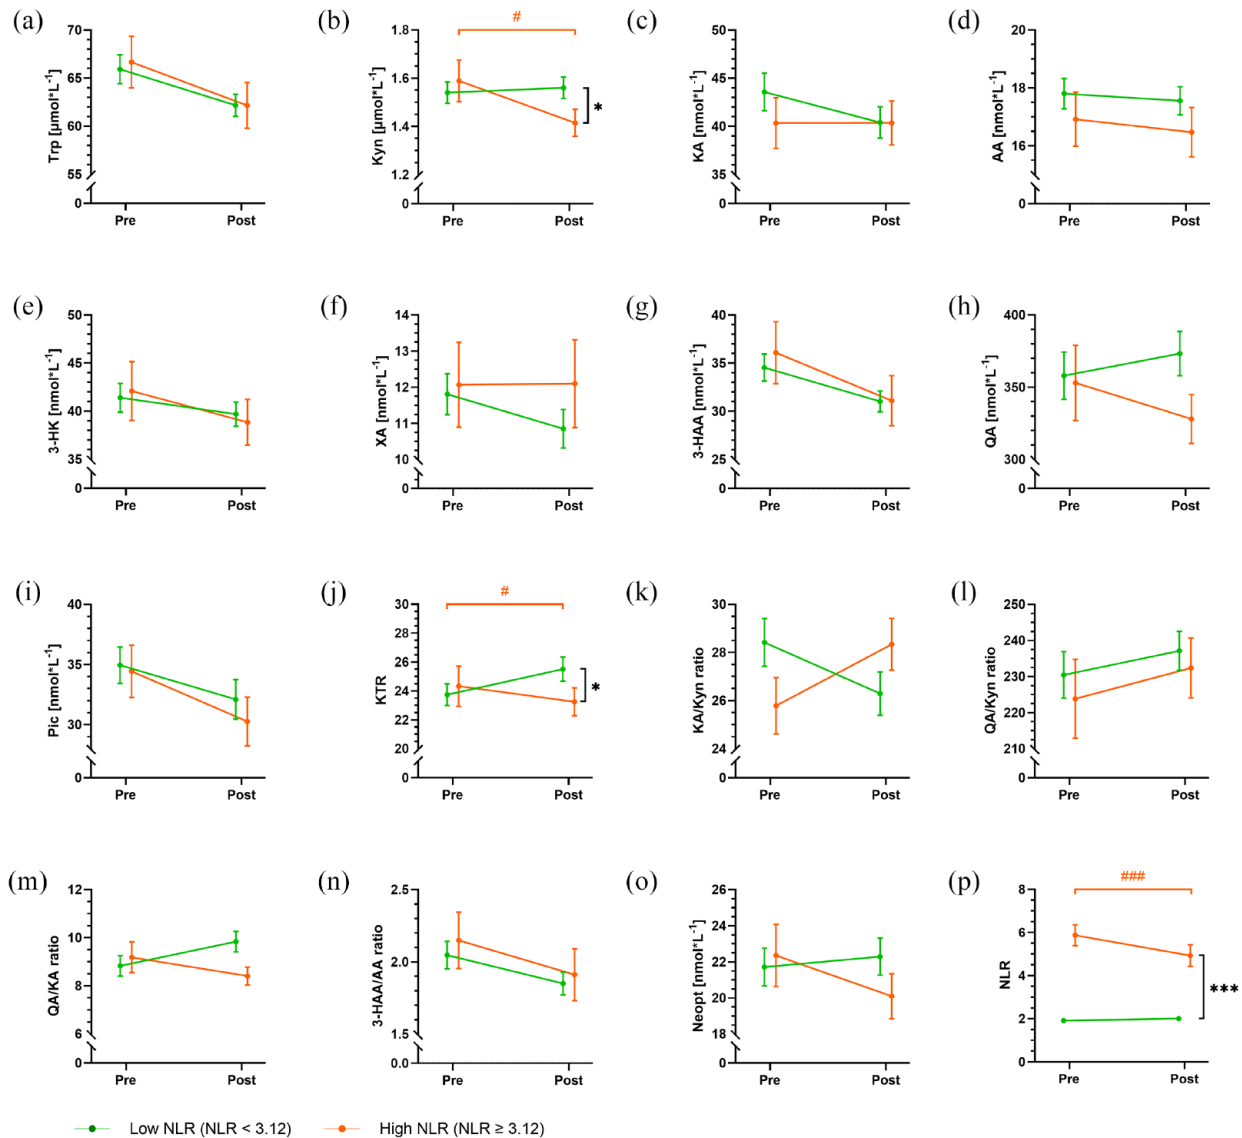 (a)
Trp [µmol*L⁻¹]
70
65
60
55
0
Pre Post
(b)
#
Kyn [µmol*L⁻¹]
1.8
1.6
1.4
1.2
0
*
Pre Post
(c)
KA [nmol*L⁻¹]
50
45
40
35
0
Pre Post
(d)
AA [nmol*L⁻¹]
20
18
16
0
Pre Post
(e)
3-HK [nmol*L⁻¹]
50
45
40
35
0
Pre Post
(f)
XA [nmol*L⁻¹]
14
13
12
11
10
0
Pre Post
(g)
3-HAA [nmol*L⁻¹]
40
35
30
25
0
Pre Post
(h)
QA [nmol*L⁻¹]
400
350
300
0
Pre Post
(i)
Pic [nmol*L⁻¹]
40
35
30
0
Pre Post
(j)
#
KTR
30
28
26
24
22
20
0
*
Pre Post
(k)
KA/Kyn ratio
30
28
26
24
0
Pre Post
(l)
QA/Kyn ratio
250
240
230
220
210
0
Pre Post
(m)
QA/KA ratio
12
10
8
6
0
Pre Post
(n)
3-HAA/AA ratio
2.5
2.0
1.5
0.0
Pre Post
(o)
Neopt [nmol*L⁻¹]
26
24
22
20
18
0
Pre Post
(p)
###
NLR
8
6
4
2
0
***
Pre Post
Low NLR (NLR < 3.12) High NLR (NLR ≥ 3.12)